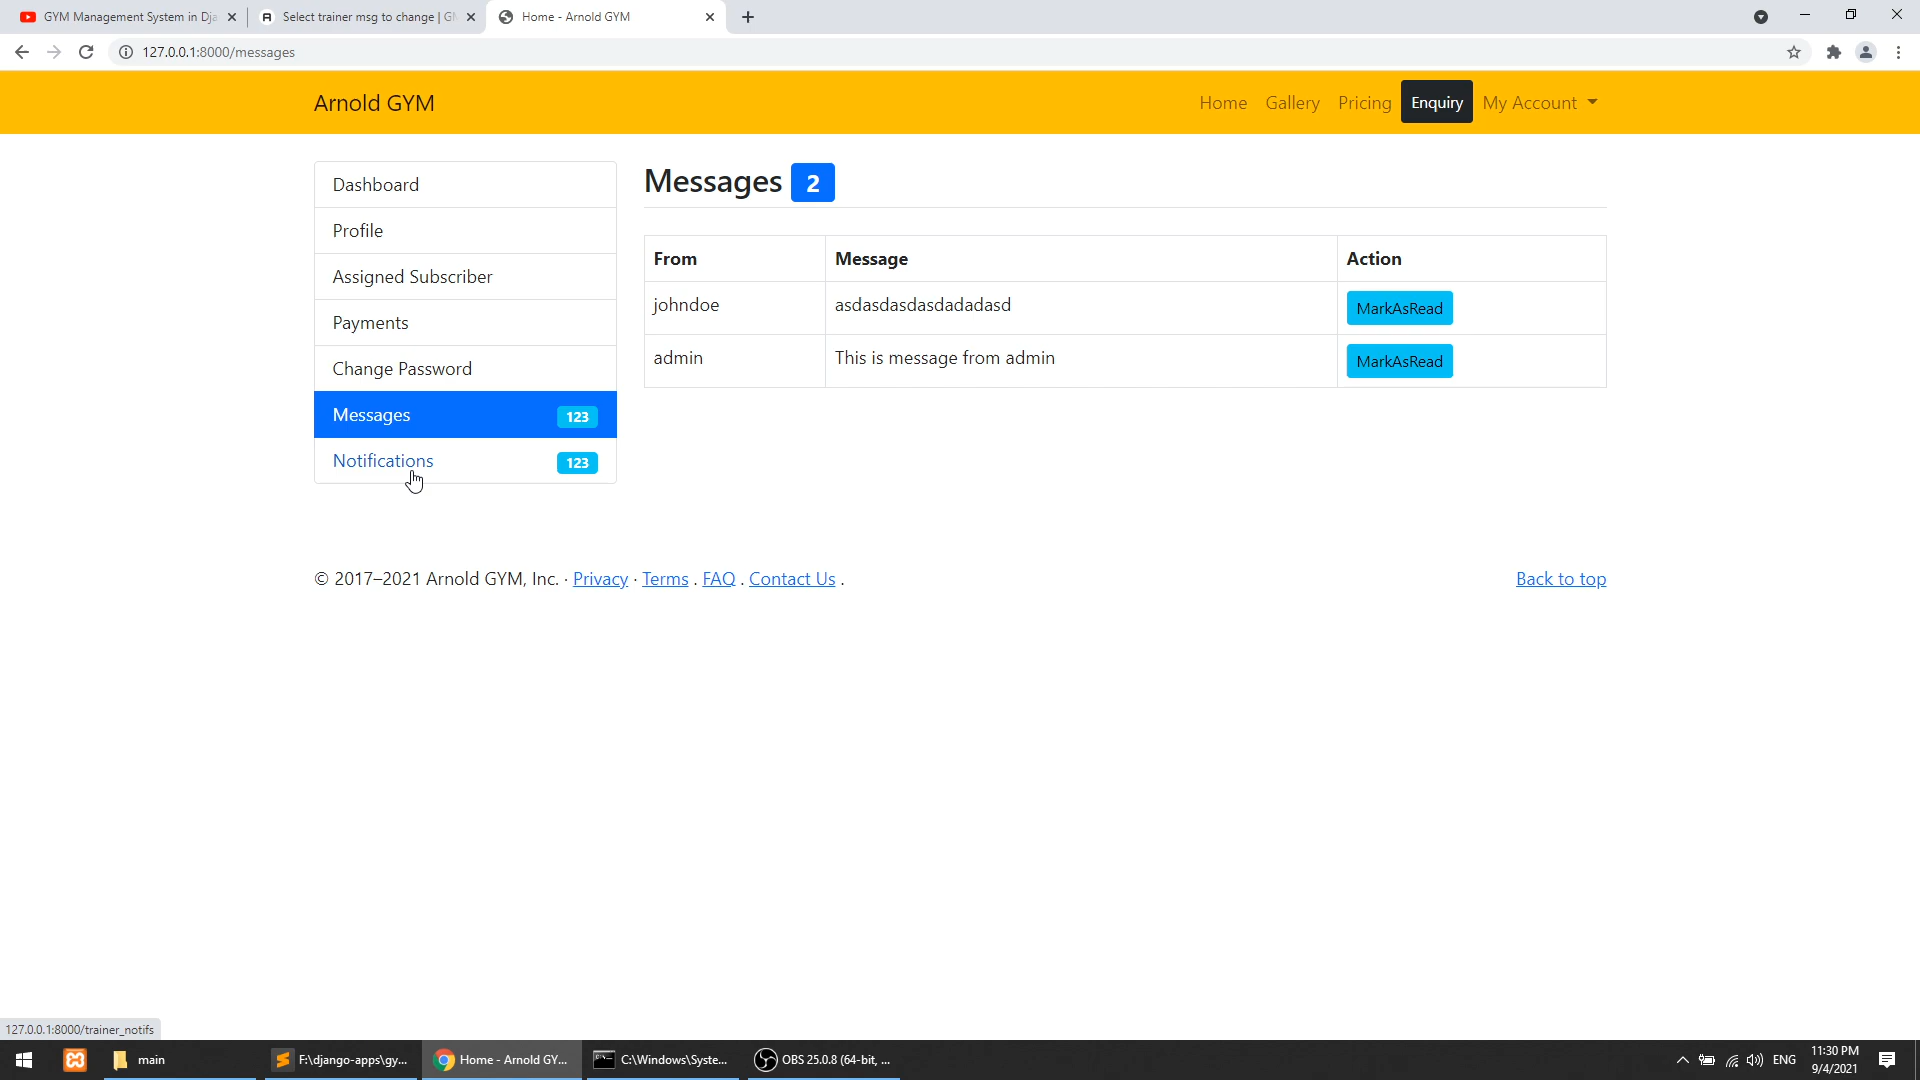 GYM Management System in Dja
Select trainer msg to change | GM
Home - Arnold GYM
127.0.0.1:8000/messages
Arnold GYM
Home Gallery Pricing Enquiry My Account
Dashboard
Profile
Assigned Subscriber
Payments
Change Password
Messages 123
Notifications 123
Messages 2
From Message Action
johndoe asdasdasdasdadadasd MarkAsRead
admin This is message from admin MarkAsRead
© 2017–2021 Arnold GYM, Inc. · Privacy · Terms . FAQ . Contact Us .
Back to top
127.0.0.1:8000/trainer_notifs
main
F:\django-apps\gy...
Home - Arnold GY...
C:\Windows\Syste...
OBS 25.0.8 (64-bit, ...
ENG
11:30 PM
9/4/2021